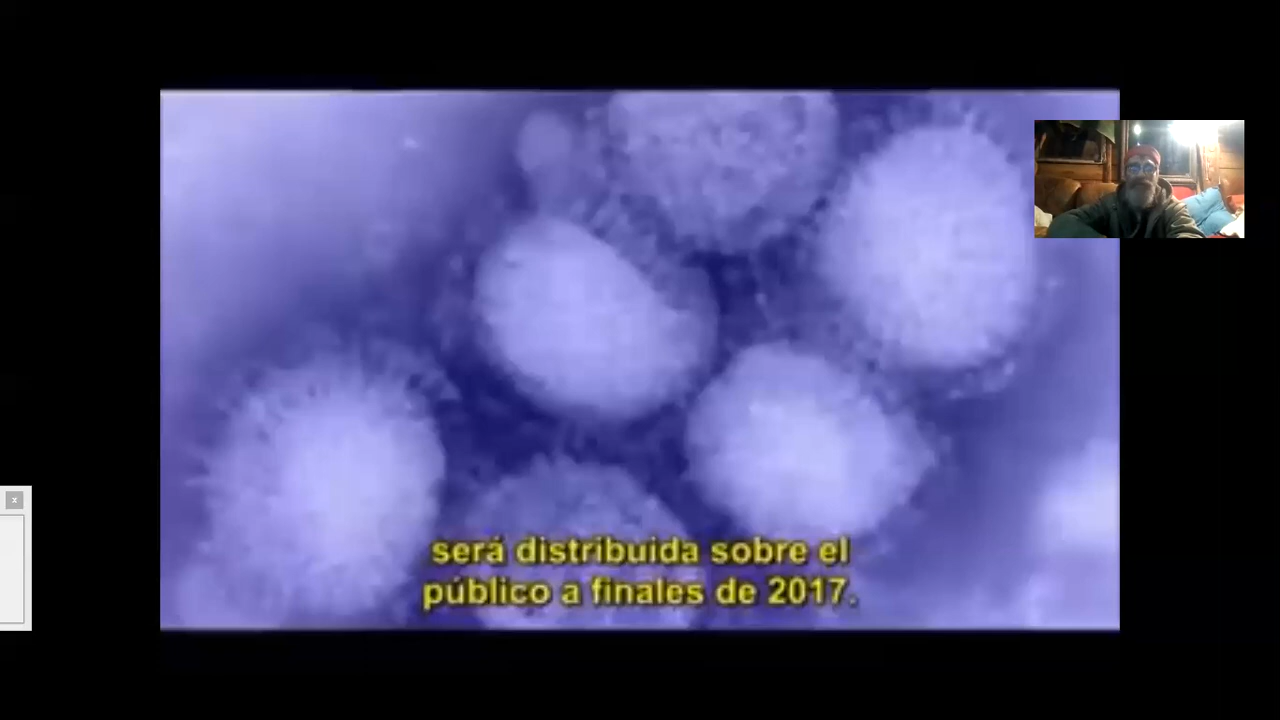 será distribuida sobre el
público a finales de 2017.
x